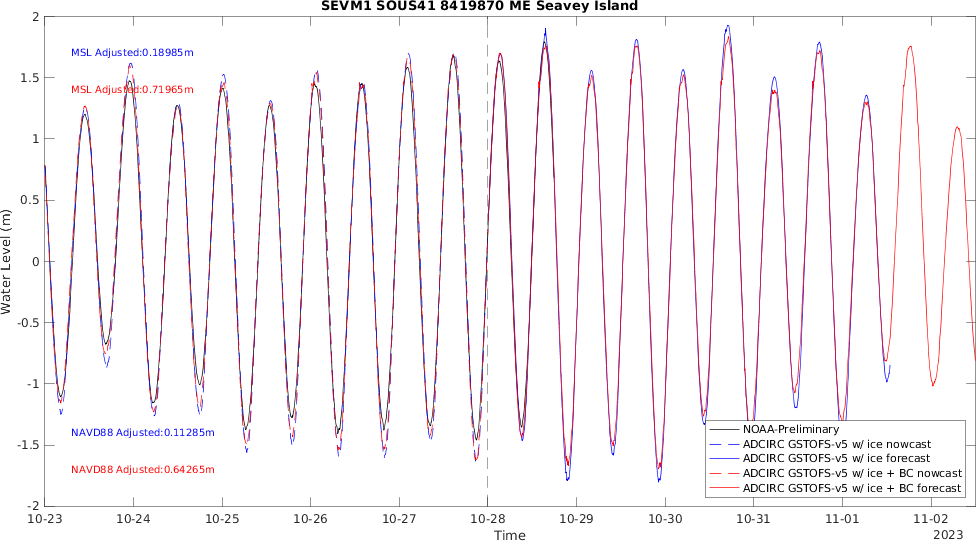 SEVM1 SOUS41 8419870 ME Seavey Island
MSL Adjusted:0.18985m
MSL Adjusted:0.71965m
NAVD88 Adjusted:0.11285m
NAVD88 Adjusted:0.64265m
Water Level (m)
2
1.5
1
0.5
0
-0.5
-1
-1.5
-2
NOAA-Preliminary
ADCIRC GSTOFS-v5 w/ ice nowcast
ADCIRC GSTOFS-v5 w/ ice forecast
ADCIRC GSTOFS-v5 w/ ice + BC nowcast
ADCIRC GSTOFS-v5 w/ ice + BC forecast
10-23 10-24 10-25 10-26 10-27 10-28 10-29 10-30 10-31 11-01 11-02
Time
2023